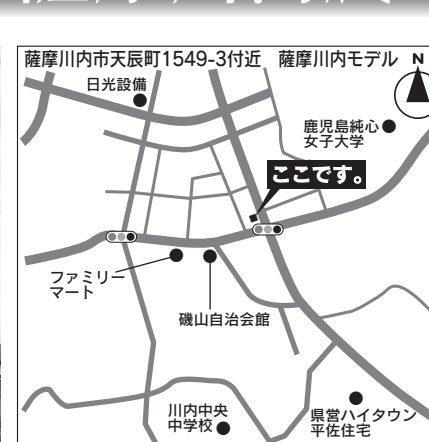 薩摩川内市天辰町1549-3付近 薩摩川内モデル
N
日光設備
鹿児島純心
女子大学
ここです。
ファミリー
マート
磯山自治会館
川内中央
中学校
県営ハイタウン
平佐住宅